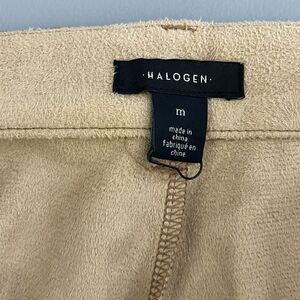 ·HALOGEN·
m
made in
china
fabriqué en
chine